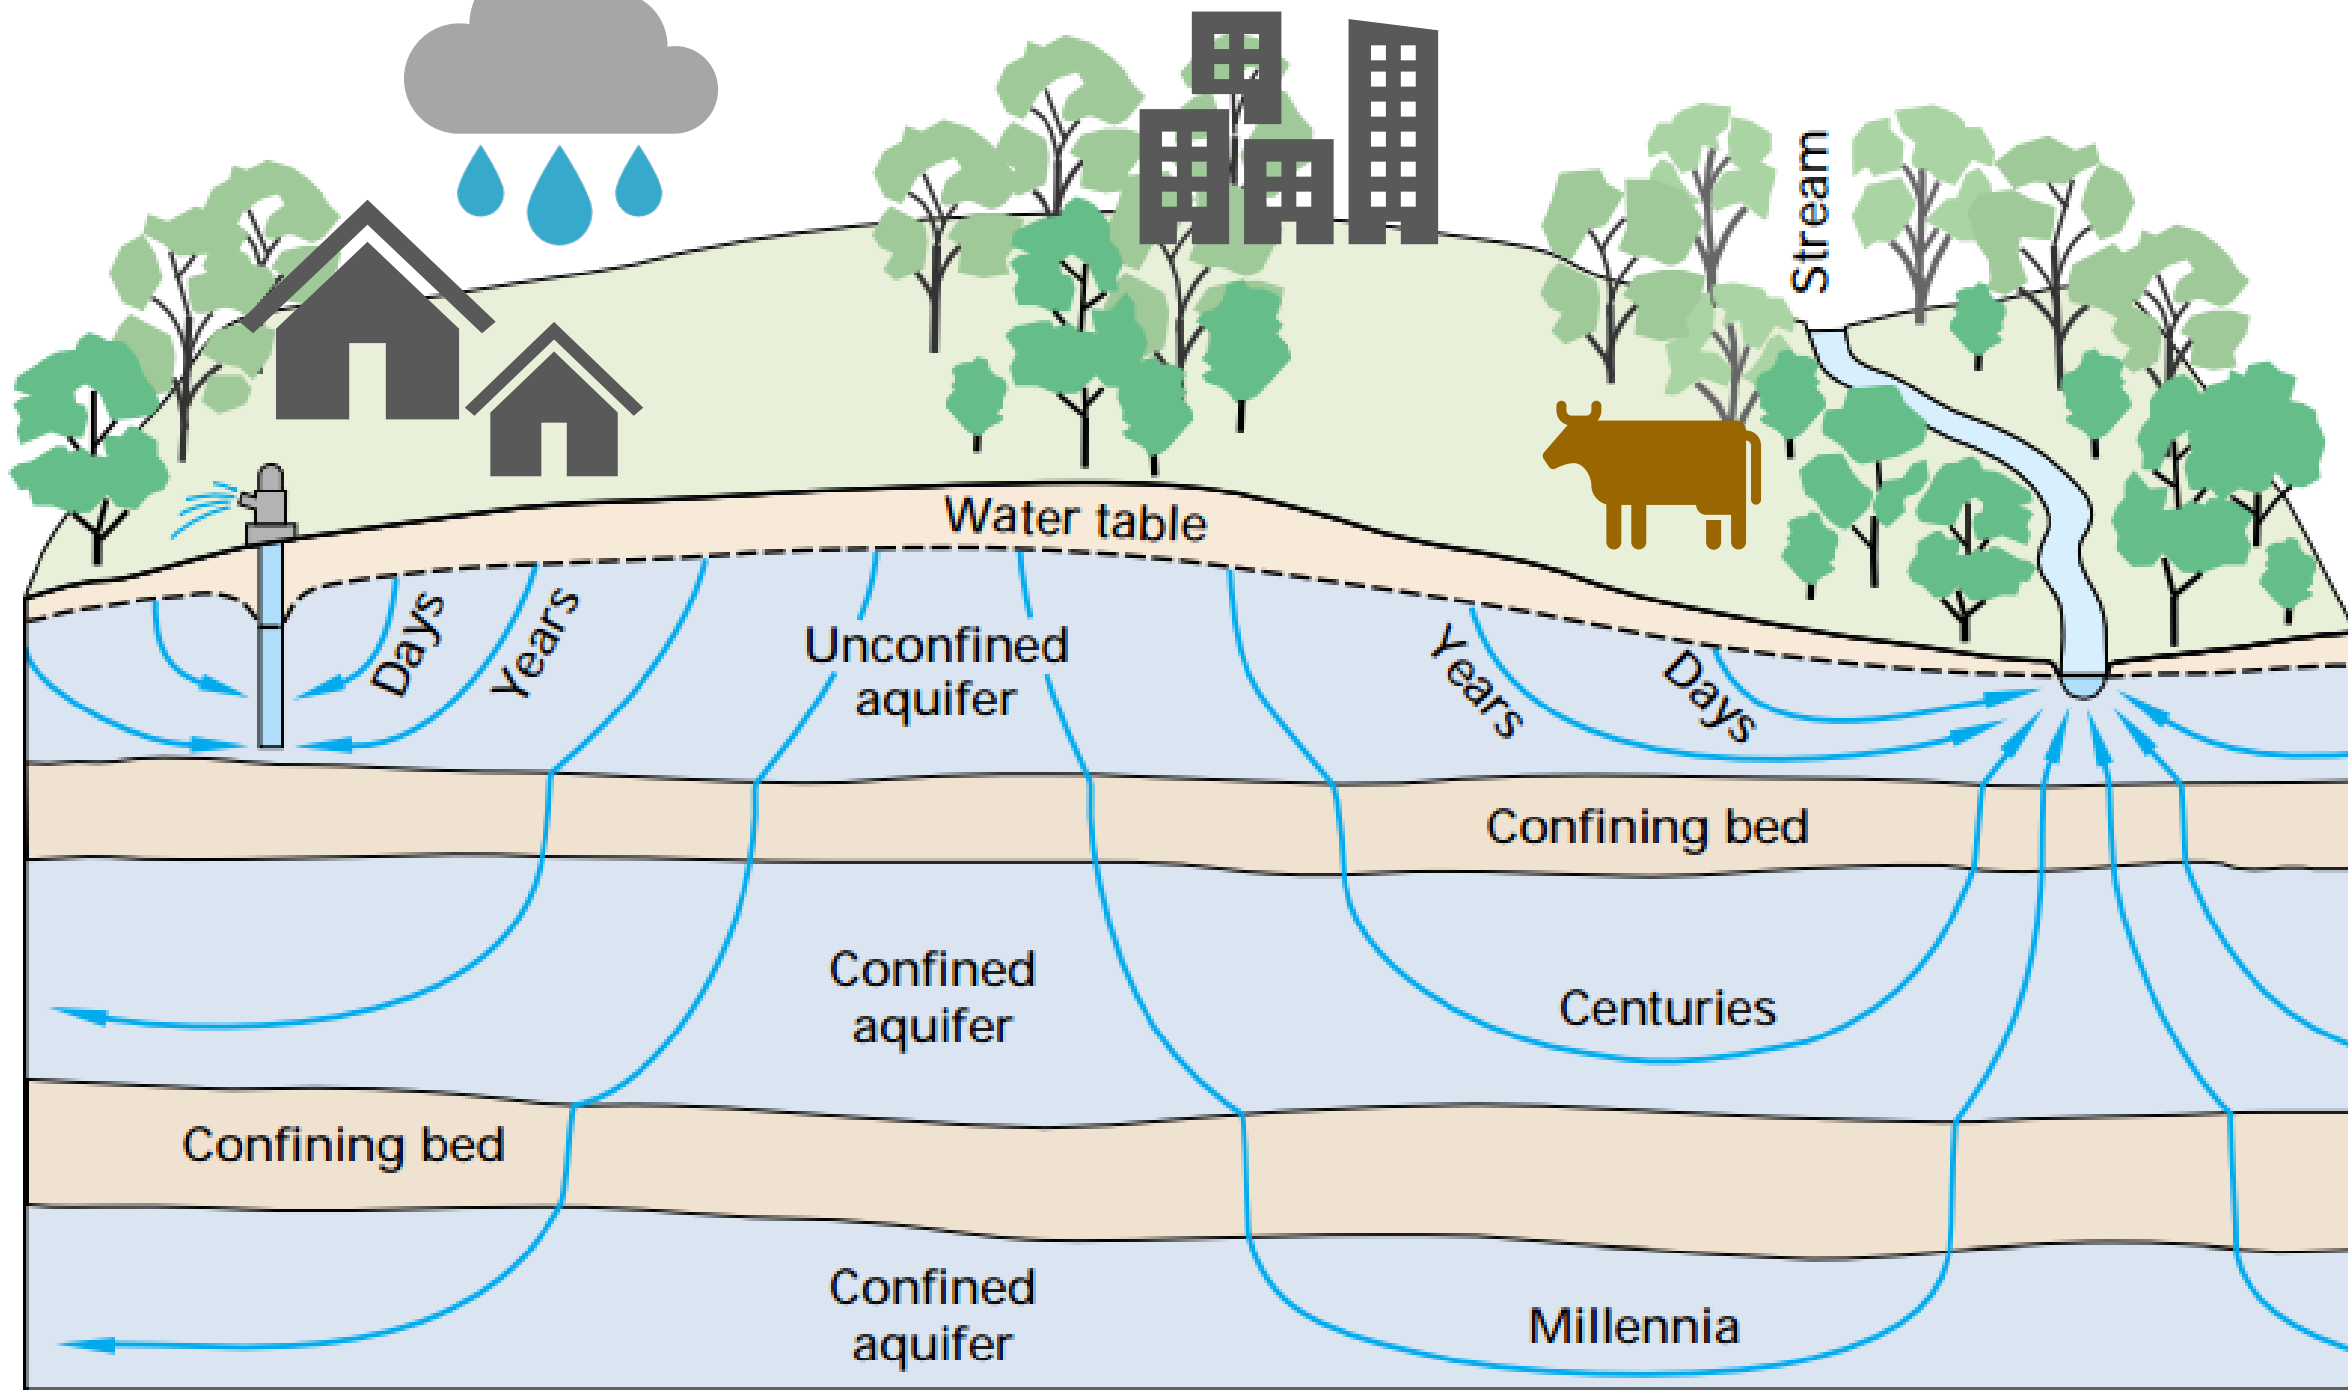 Stream
Water table
Days
Years
Unconfined
aquifer
Years
Days
Confining bed
Confined
aquifer
Centuries
Confining bed
Confined
aquifer
Millennia